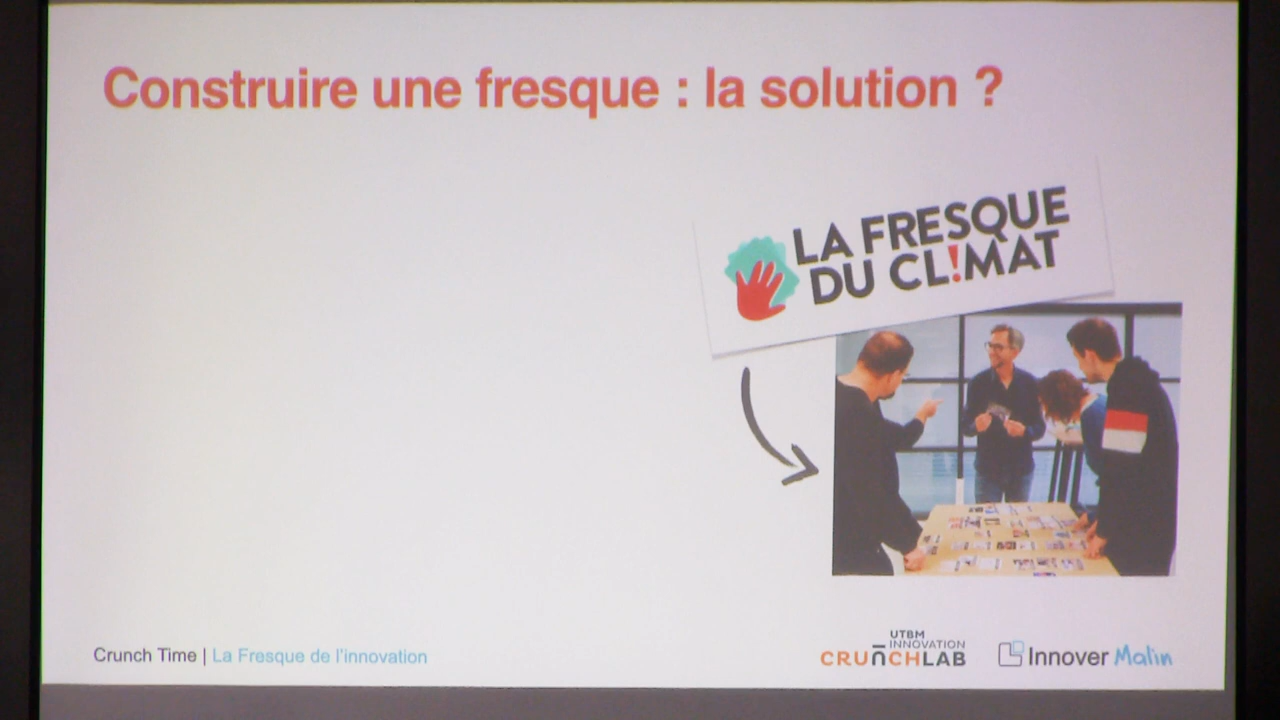 Construire une fresque : la solution ?
LA FRESQUE
DU CL!MAT
Crunch Time | La Fresque de l'innovation
UTBM
INNOVATION
CRUNCHLAB
Innover Malin